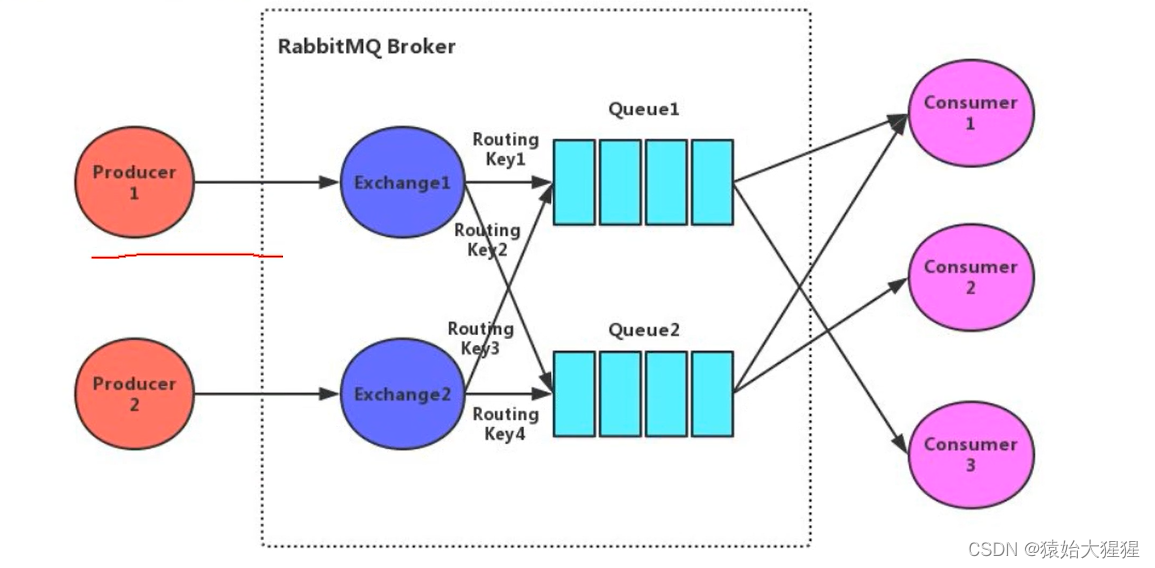 RabbitMQ Broker
Producer
1
Exchange1
Routing
Key1
Queue1
Consumer
1
Routing
Key2
Consumer
2
Producer
2
Exchange2
Routing
Key3
Queue2
Routing
Key4
Consumer
3
CSDN @猿始大猩猩